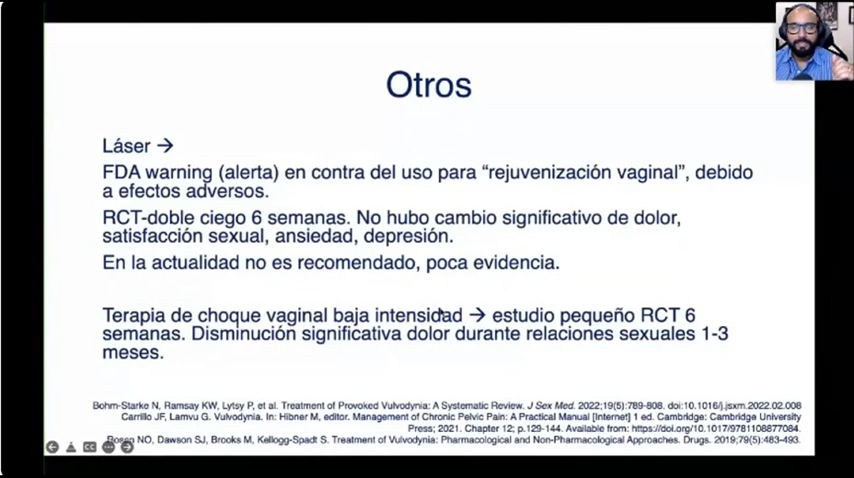 Otros
Láser →
FDA warning (alerta) en contra del uso para “rejuvenización vaginal”, debido
a efectos adversos.
RCT-doble ciego 6 semanas. No hubo cambio significativo de dolor,
satisfacción sexual, ansiedad, depresión.
En la actualidad no es recomendado, poca evidencia.
Terapia de choque vaginal baja intensidad → estudio pequeño RCT 6
semanas. Disminución significativa dolor durante relaciones sexuales 1-3
meses.
Bohm-Starke N, Ramsay KW, Lytsy P, et al. Treatment of Provoked Vulvodynia: A Systematic Review. J Sex Med. 2022;19(5):789-808. doi:10.1016/j.jsxm.2022.02.008
Carrillo JF, Lamvu G. Vulvodynia. In: Hibner M, editor. Management of Chronic Pelvic Pain: A Practical Manual [Internet] 1 ed. Cambridge: Cambridge University
Press; 2021. Chapter 12; p.129-144. Available from: https://doi.org/10.1017/9781108877084.
Rosen NO, Dawson SJ, Brooks M, Kellogg-Spadt S. Treatment of Vulvodynia: Pharmacological and Non-Pharmacological Approaches. Drugs. 2019;79(5):483-493.